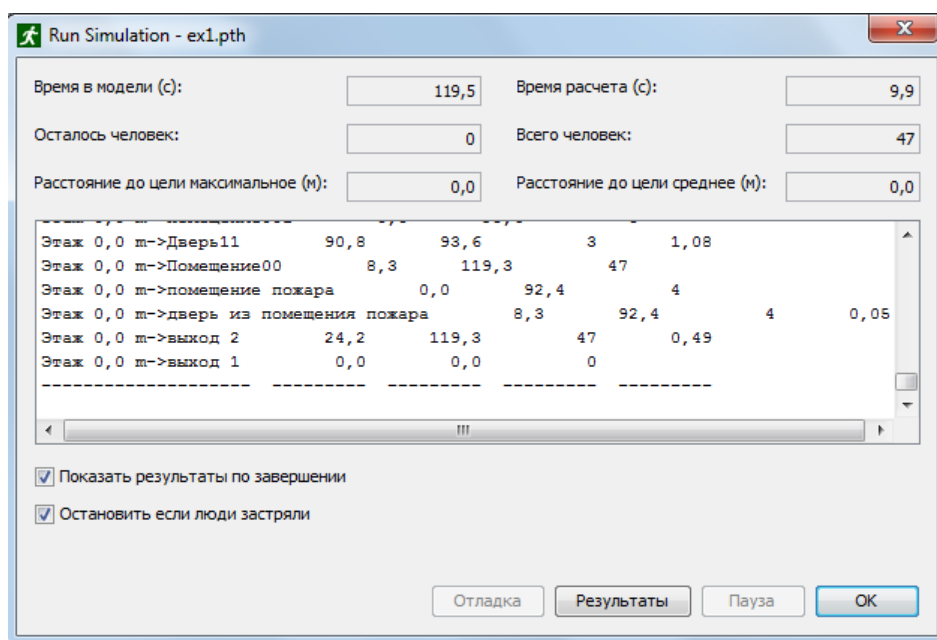 Run Simulation - ex1.pth
Время в модели (с): 119,5 Время расчета (с): 9,9
Осталось человек: 0 Всего человек: 47
Расстояние до цели максимальное (м): 0,0 Расстояние до цели среднее (м): 0,0
Этаж 0,0 m->Дверь11 90,8 93,6 3 1,08
Этаж 0,0 m->Помещение00 8,3 119,3 47
Этаж 0,0 m->помещение пожара 0,0 92,4 4
Этаж 0,0 m->дверь из помещения пожара 8,3 92,4 4 0,05
Этаж 0,0 m->выход 2 24,2 119,3 47 0,49
Этаж 0,0 m->выход 1 0,0 0,0 0
-------------------- --------- --------- --------- ---------
Показать результаты по завершении
Остановить если люди застряли
Отладка Результаты Пауза OK